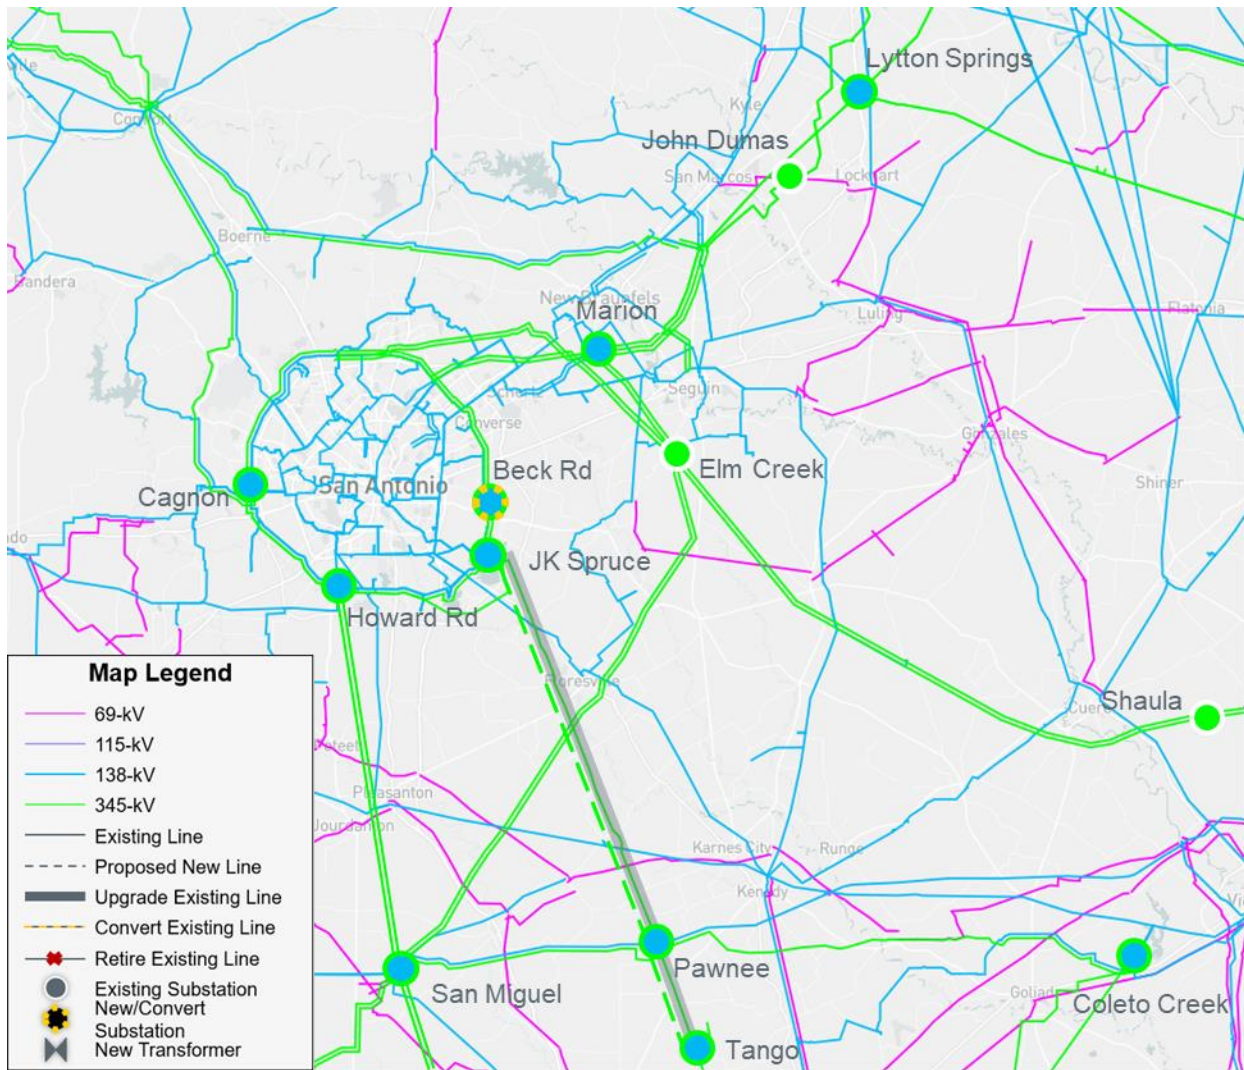 Lytton Springs
Kyle
Comfort
John Dumas
San Marcos
Lockhart
Boerne
Bandera
New Braunfels
Marion
Luling
Flatonia
Seguin
Schertz
Converse
Gonzales
Beck Rd
Elm Creek
Cagnon
San Antonio
Shiner
JK Spruce
Howard Rd
Floresville
Cuero
Shaula
Map Legend
69-kV
115-kV
138-kV
345-kV
Existing Line
Proposed New Line
Upgrade Existing Line
Convert Existing Line
Retire Existing Line
Existing Substation
New/Convert
Substation
New Transformer
Poteet
Pleasanton
Jourdanton
Karnes City
Runge
Kenedy
Pawnee
San Miguel
Goliad
Coleto Creek
Tango